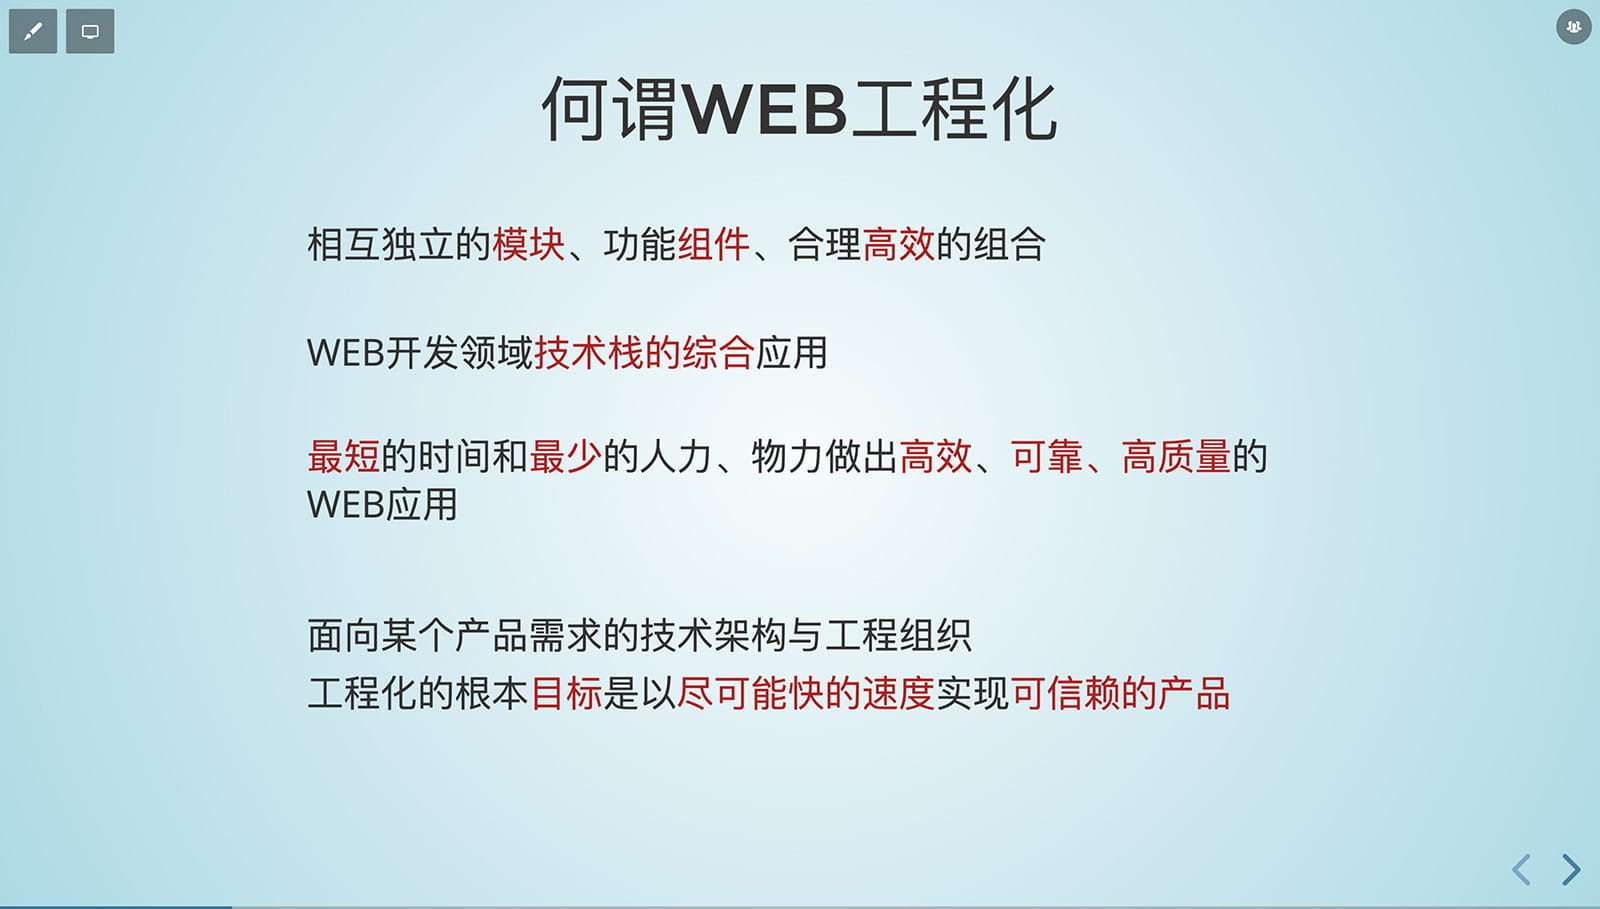 何谓WEB工程化
相互独立的模块、功能组件、合理高效的组合
WEB开发领域技术栈的综合应用
最短的时间和最少的人力、物力做出高效、可靠、高质量的
WEB应用
面向某个产品需求的技术架构与工程组织
工程化的根本目标是以尽可能快的速度实现可信赖的产品